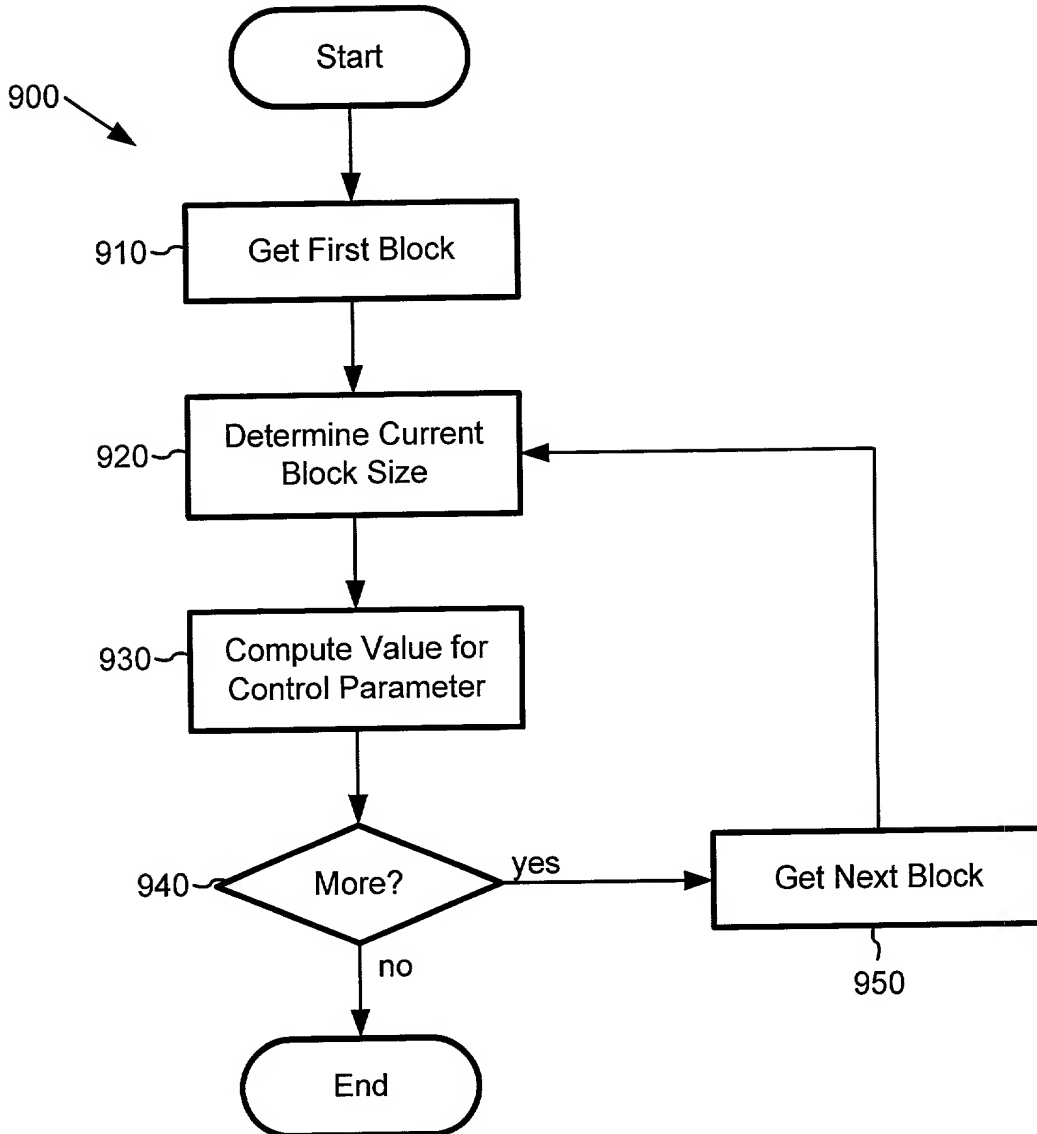 Start
900
910
Get First Block
920
Determine Current
Block Size
930
Compute Value for
Control Parameter
940
More?
yes
Get Next Block
950
no
End